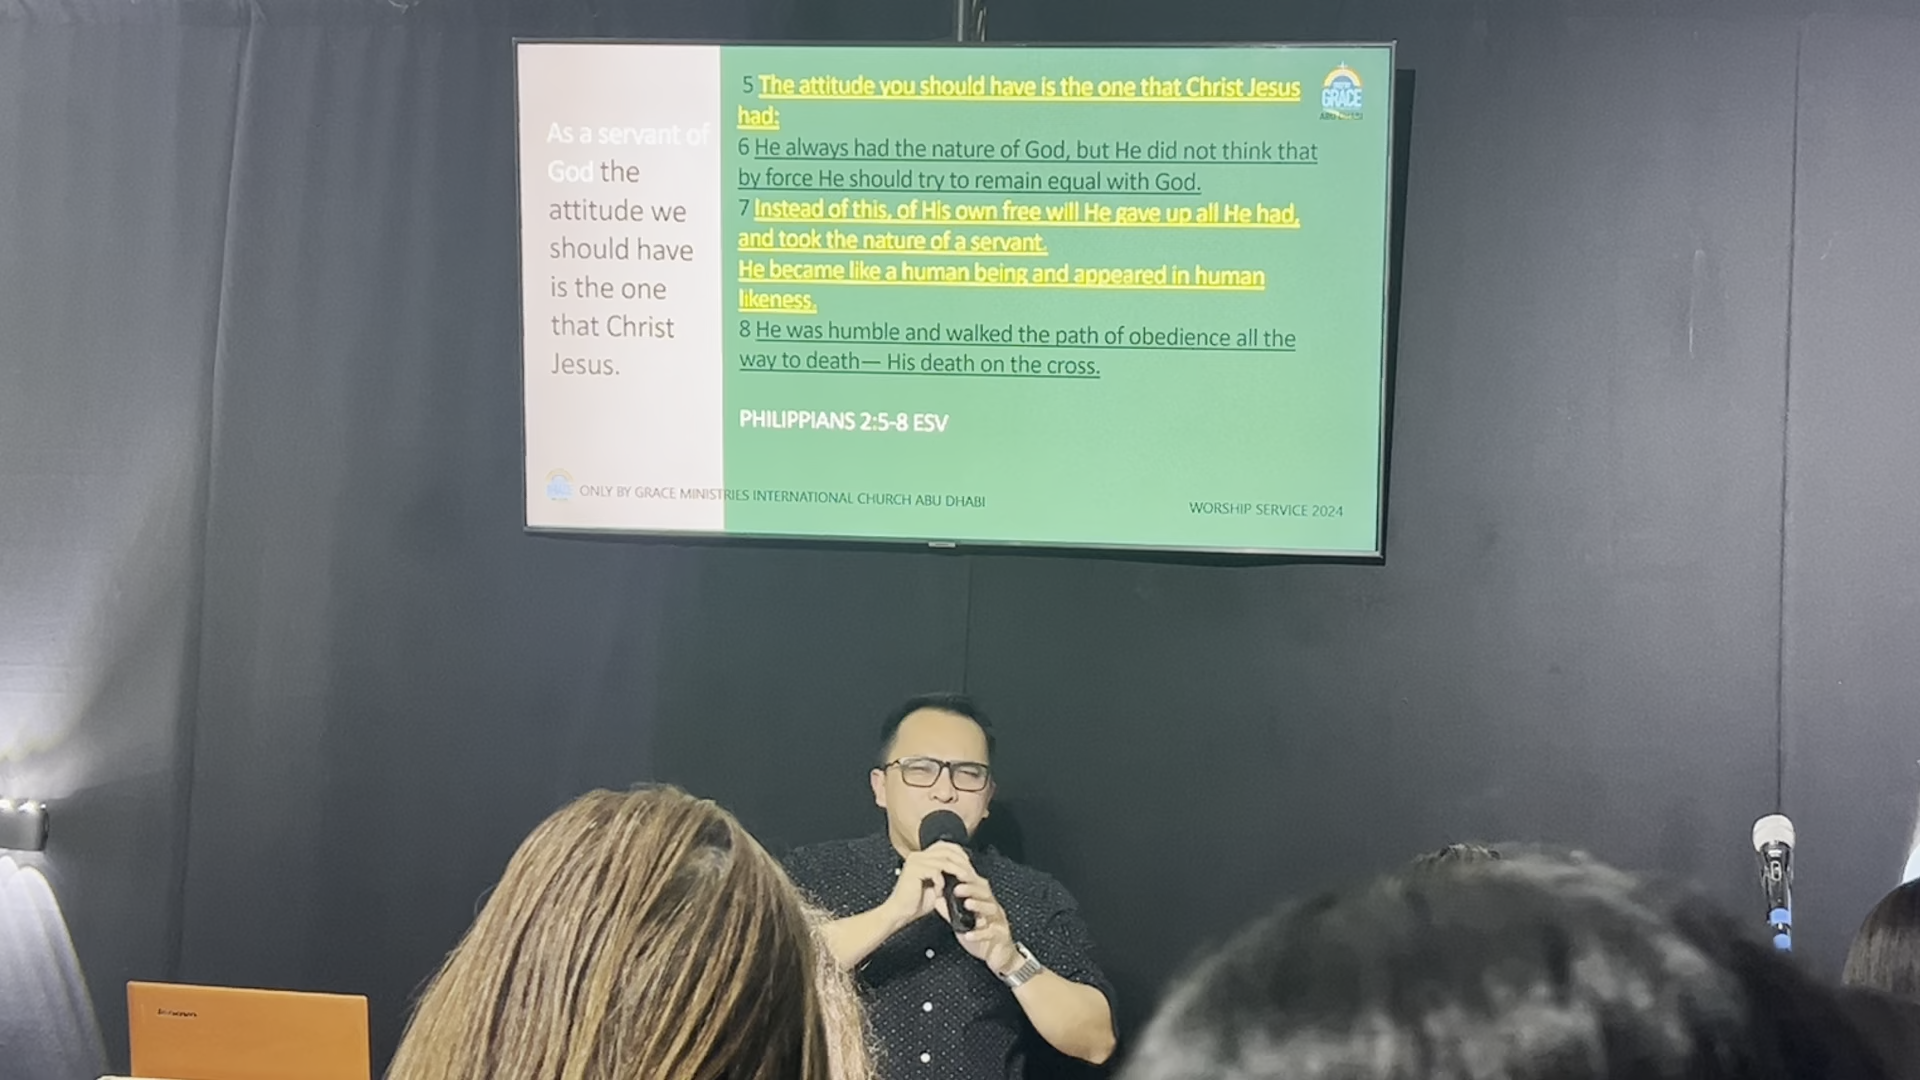 As a servant of
God the
attitude we
should have
is the one
that Christ
Jesus.
5 The attitude you should have is the one that Christ Jesus
had:
6 He always had the nature of God, but He did not think that
by force He should try to remain equal with God.
7 Instead of this, of His own free will He gave up all He had,
and took the nature of a servant.
He became like a human being and appeared in human
likeness.
8 He was humble and walked the path of obedience all the
way to death— His death on the cross.
PHILIPPIANS 2:5-8 ESV
GRACE
ABU DHABI
ONLY BY GRACE MINISTRIES INTERNATIONAL CHURCH ABU DHABI
WORSHIP SERVICE 2024
lenovo